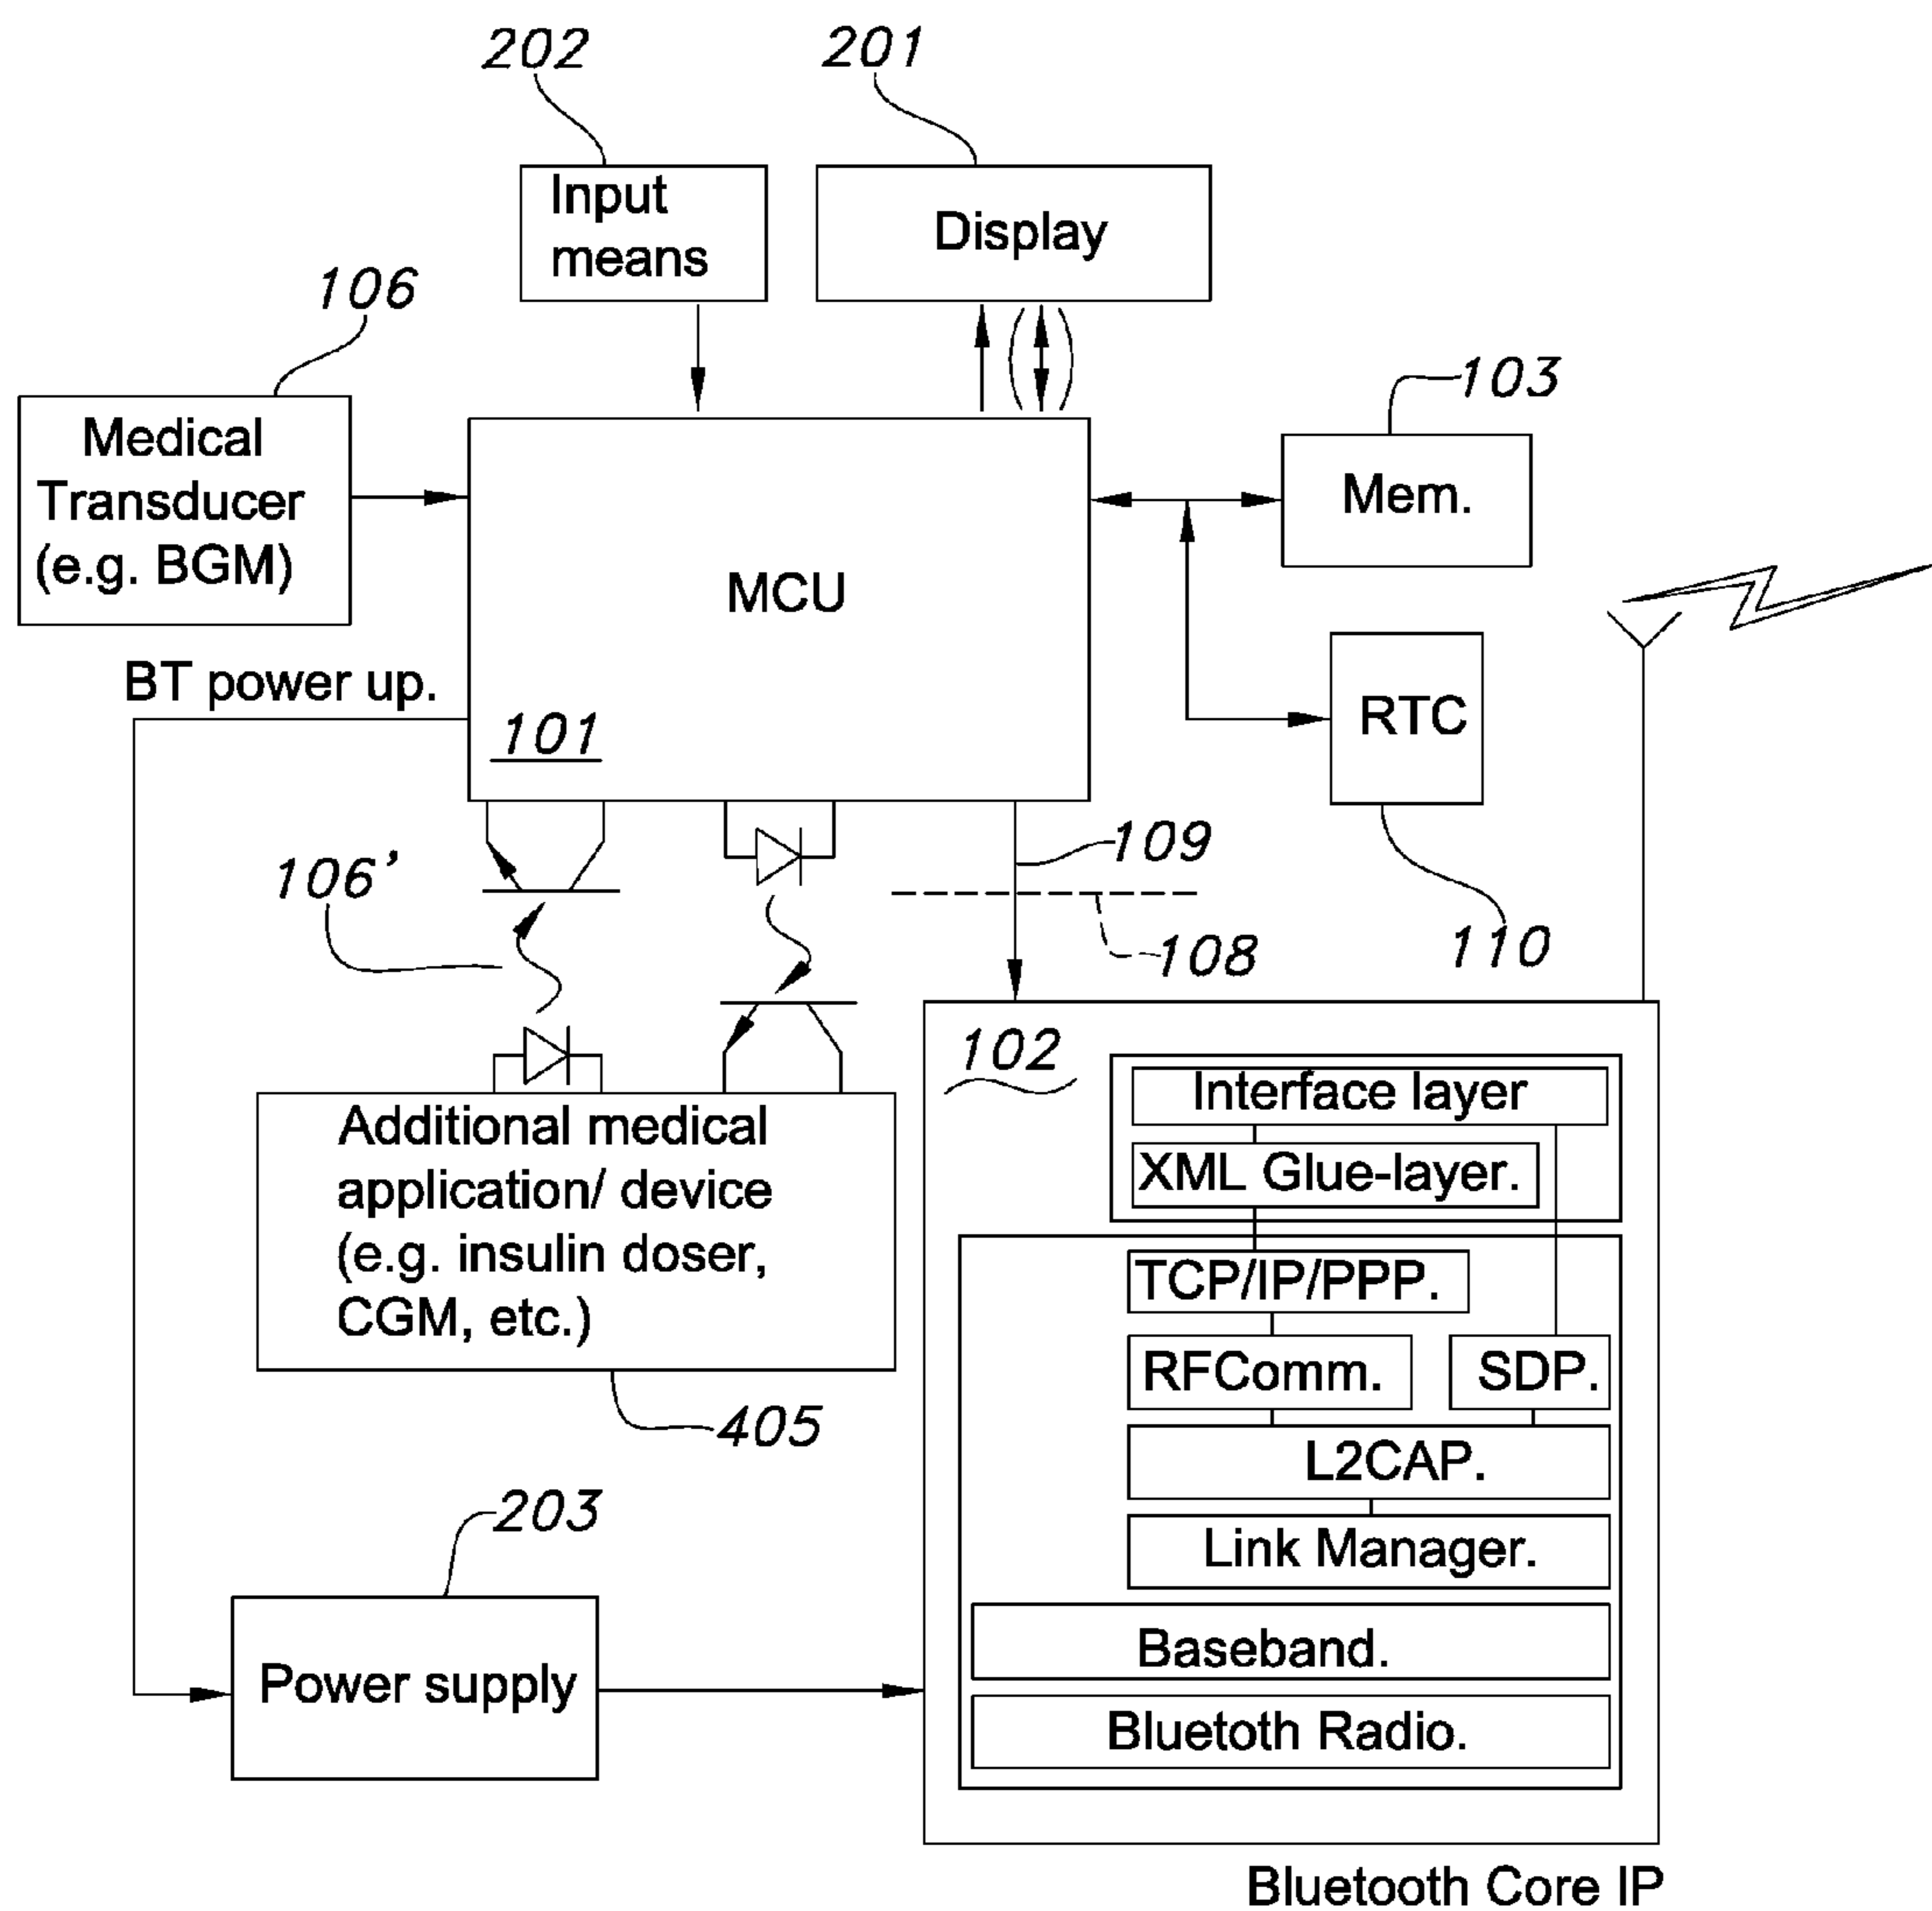 202
201
Input
means
Display
106
103
Medical
Transducer
(e.g. BGM)
Mem.
MCU
BT power up.
RTC
101
109
106’
108
110
102
Interface layer
Additional medical
application/ device
(e.g. insulin doser,
CGM, etc.)
XML Glue-layer.
TCP/IP/PPP.
RFComm.
SDP.
405
L2CAP.
203
Link Manager.
Baseband.
Power supply
Bluetoth Radio.
Bluetooth Core IP